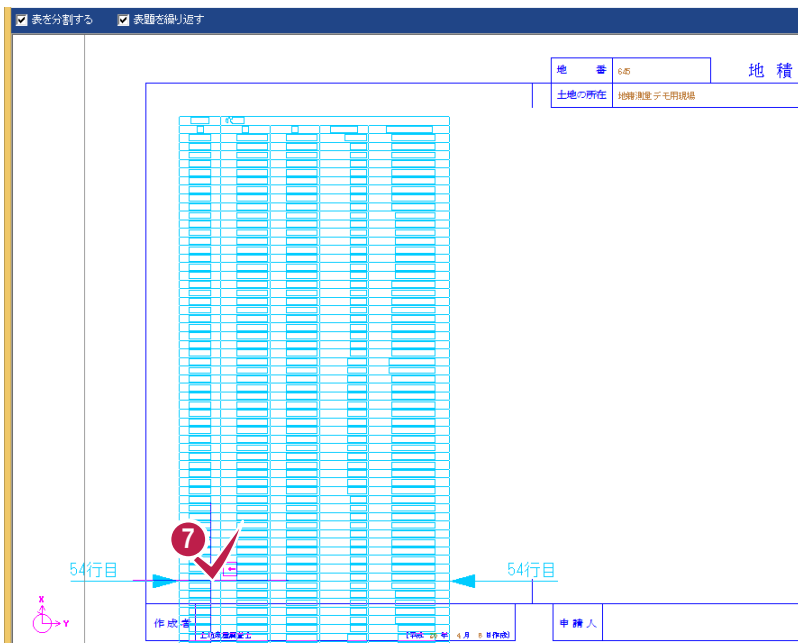 表を分割する 表題を繰り返す
地 番 645 地 積
土地の所在 地積測量デモ用現場
7
54行目 54行目
X
Y
作成者 申請人